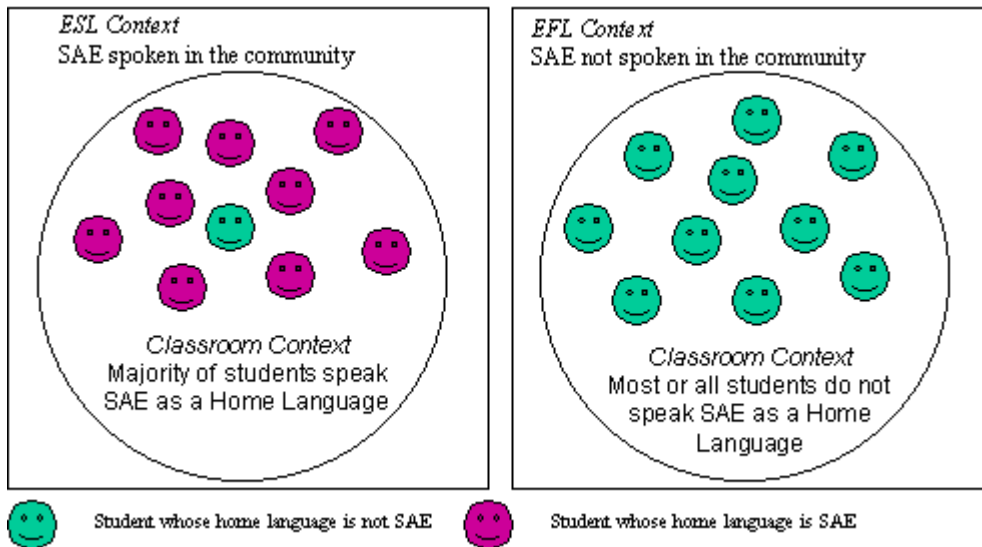 ESL Context
SAE spoken in the community
Classroom Context
Majority of students speak
SAE as a Home Language
EFL Context
SAE not spoken in the community
Classroom Context
Most or all students do not
speak SAE as a Home
Language
Student whose home language is not SAE
Student whose home language is SAE